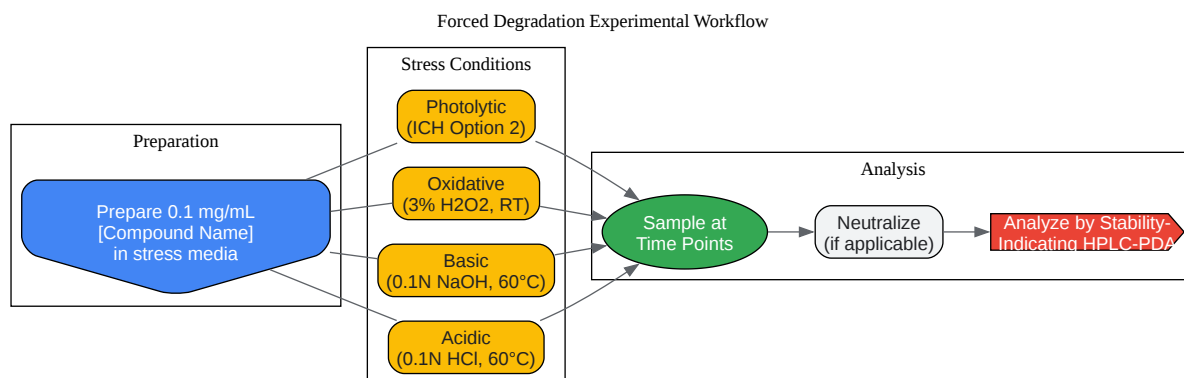 Forced Degradation Experimental Workflow
Stress Conditions
Photolytic
(ICH Option 2)
Preparation
Prepare 0.1 mg/mL
[Compound Name]
in stress media
Oxidative
(3% H2O2, RT)
Basic
(0.1N NaOH, 60°C)
Acidic
(0.1N HCl, 60°C)
Analysis
Sample at
Time Points
Neutralize
(if applicable)
Analyze by Stability-
Indicating HPLC-PDA